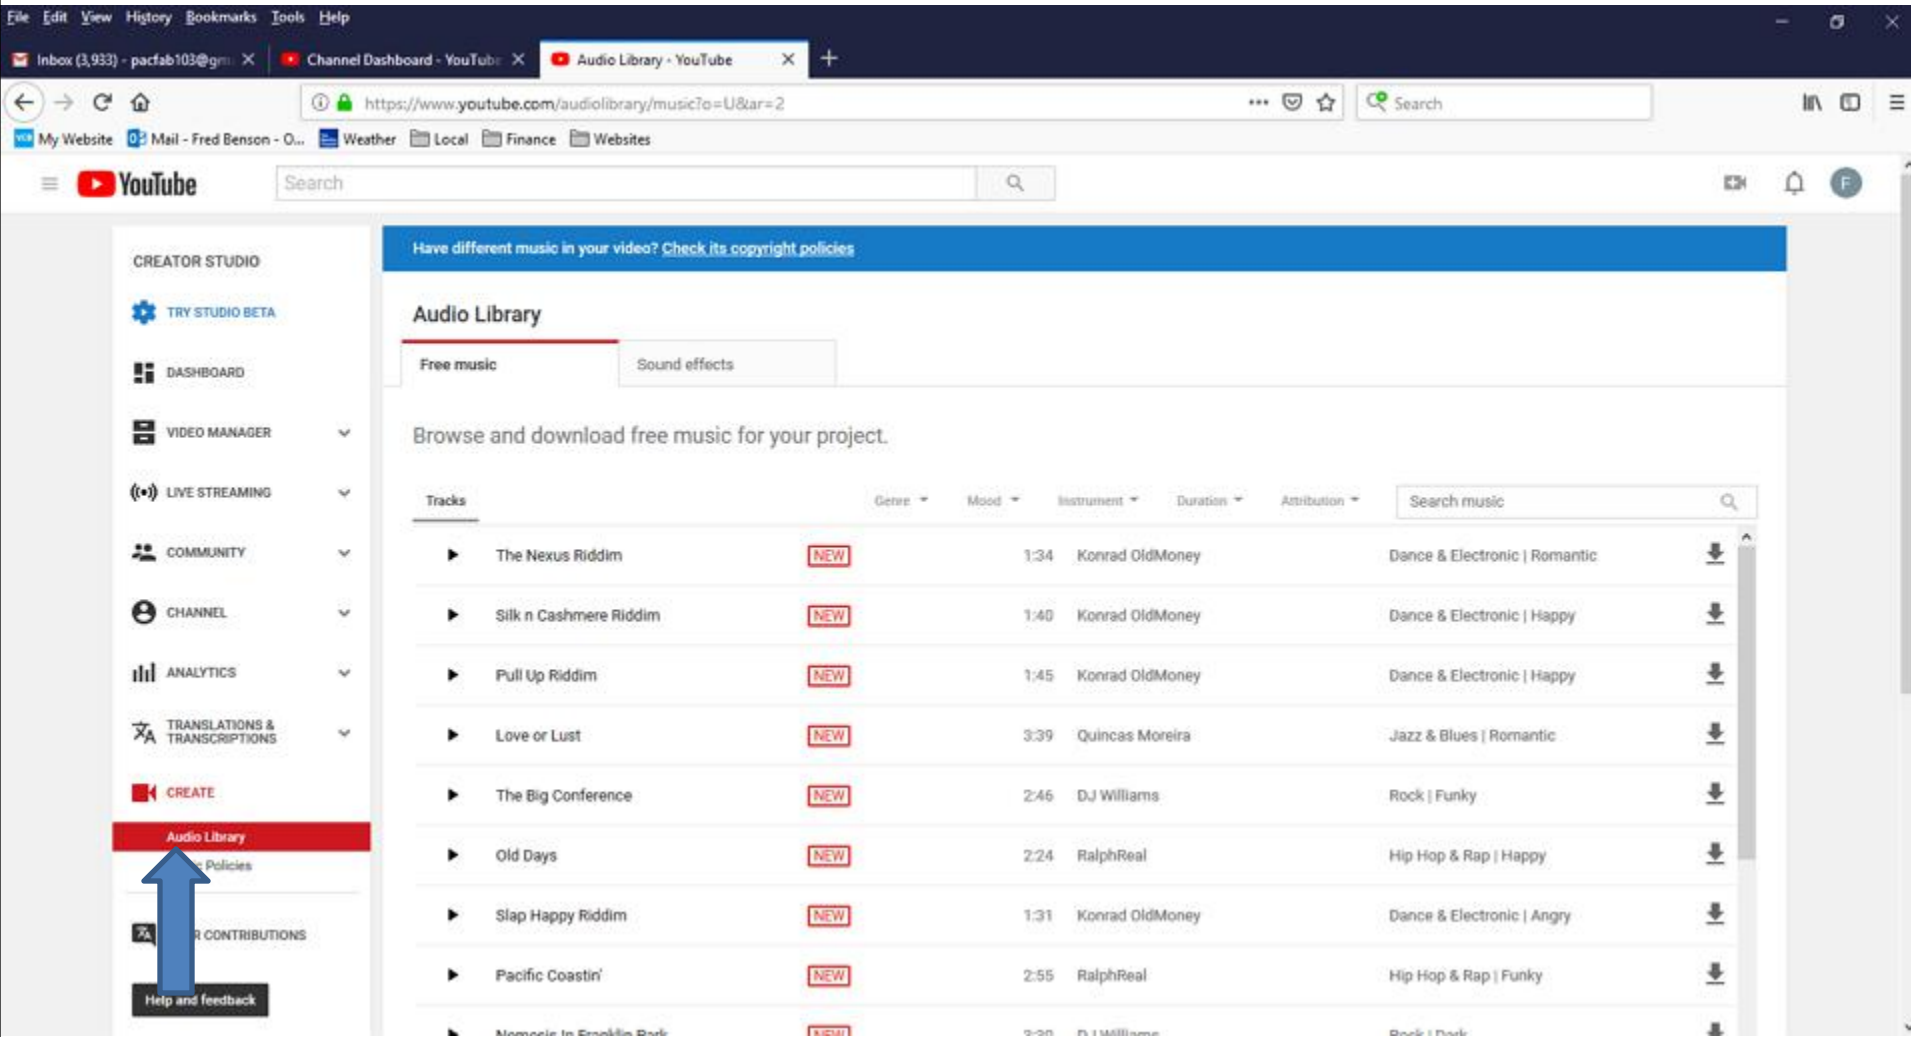 File Edit View History Bookmarks Tools Help
Inbox (3,933) - pacfab103@gm
Channel Dashboard - YouTube
Audio Library - YouTube
https://www.youtube.com/audiolibrary/music?o=U&ar=2
Search
My Website Mail - Fred Benson - O... Weather Local Finance Websites
YouTube
Search
F
CREATOR STUDIO
TRY STUDIO BETA
DASHBOARD
VIDEO MANAGER
LIVE STREAMING
COMMUNITY
CHANNEL
ANALYTICS
TRANSLATIONS &
TRANSCRIPTIONS
CREATE
Audio Library
Policies
CONTRIBUTIONS
Help and feedback
Have different music in your video? Check its copyright policies
Audio Library
Free music Sound effects
Browse and download free music for your project.
Tracks Genre Mood Instrument Duration Attribution Search music
The Nexus Riddim NEW 1:34 Konrad OldMoney Dance & Electronic | Romantic
Silk n Cashmere Riddim NEW 1:40 Konrad OldMoney Dance & Electronic | Happy
Pull Up Riddim NEW 1:45 Konrad OldMoney Dance & Electronic | Happy
Love or Lust NEW 3:39 Quincas Moreira Jazz & Blues | Romantic
The Big Conference NEW 2:46 DJ Williams Rock | Funky
Old Days NEW 2:24 RalphReal Hip Hop & Rap | Happy
Slap Happy Riddim NEW 1:31 Konrad OldMoney Dance & Electronic | Angry
Pacific Coastin' NEW 2:55 RalphReal Hip Hop & Rap | Funky
Nemesis In Franklin Park NEW DJ Williams Rock | Dark